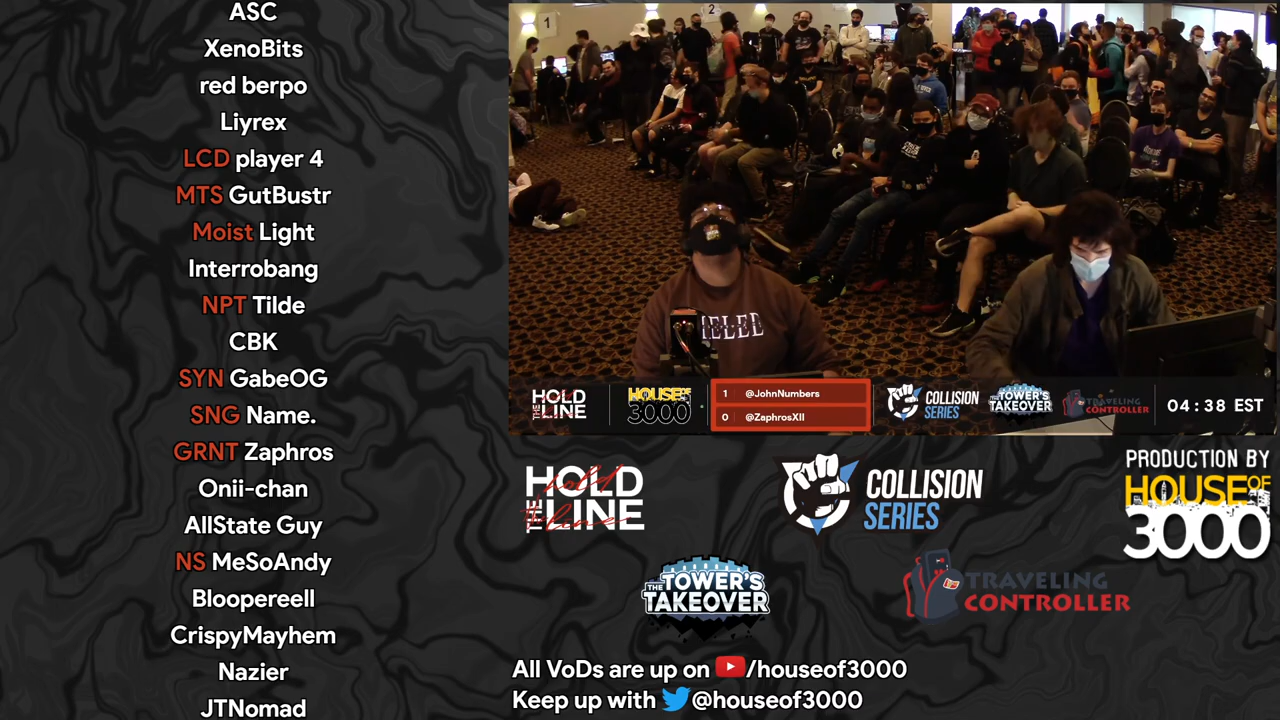 ASC
XenoBits
red berpo
Liyrex
LCD player 4
MTS GutBustr
Moist Light
Interrobang
NPT Tilde
CBK
SYN GabeOG
SNG Name.
GRNT Zaphros
Onii-chan
AllState Guy
NS MeSoAndy
Bloopereell
CrispyMayhem
Nazier
JTNomad
1
2
HOLD THE LINE
HOUSE OF 3000
1 @JohnNumbers
0 @ZaphrosXII
COLLISION SERIES
THE TOWER'S TAKEOVER
TRAVELING CONTROLLER
04:38 EST
HOLD
THE LINE
COLLISION
SERIES
PRODUCTION BY
HOUSE OF
3000
THE TOWER'S
TAKEOVER
TRAVELING
CONTROLLER
All VoDs are up on /houseof3000
Keep up with @houseof3000